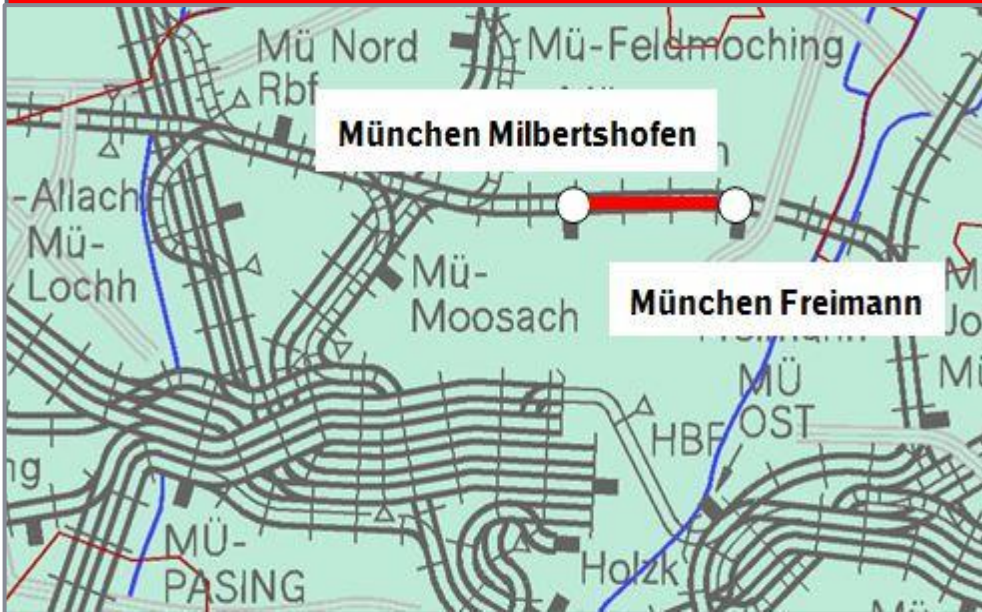 Mü Nord
Rbf
Mü-Feldmoching
München Milbertshofen
-Allach
Mü-
Lochh
Mü-
Moosach
München Freimann
Jo
MÜ
OST
HBF
MÜ-
PASING
Holzk